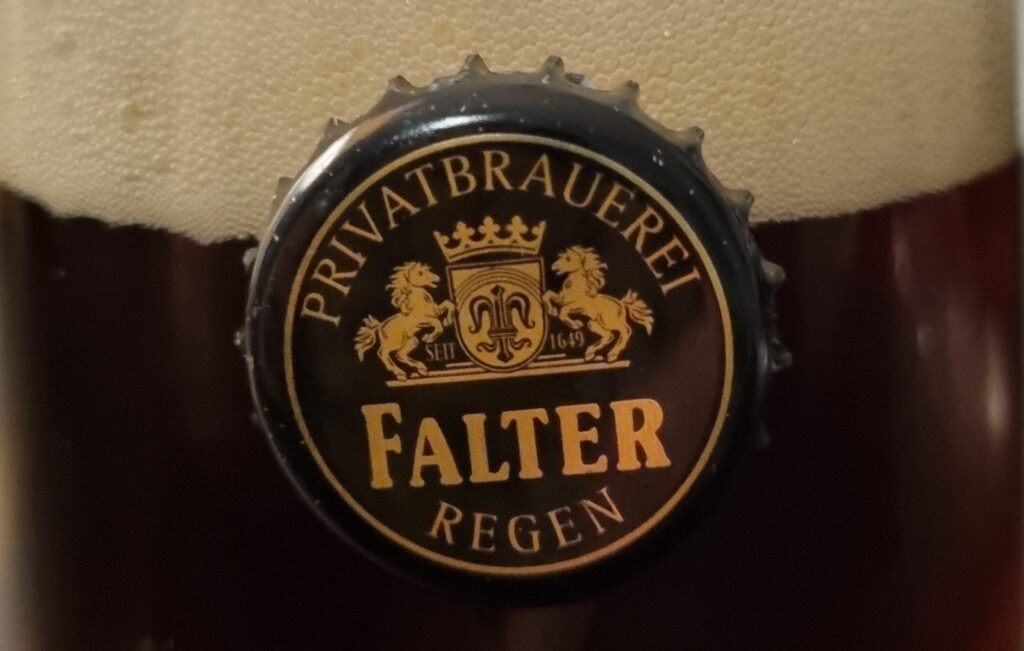 PRIVATBRAUEREI
SEIT 1649
FALTER
REGEN